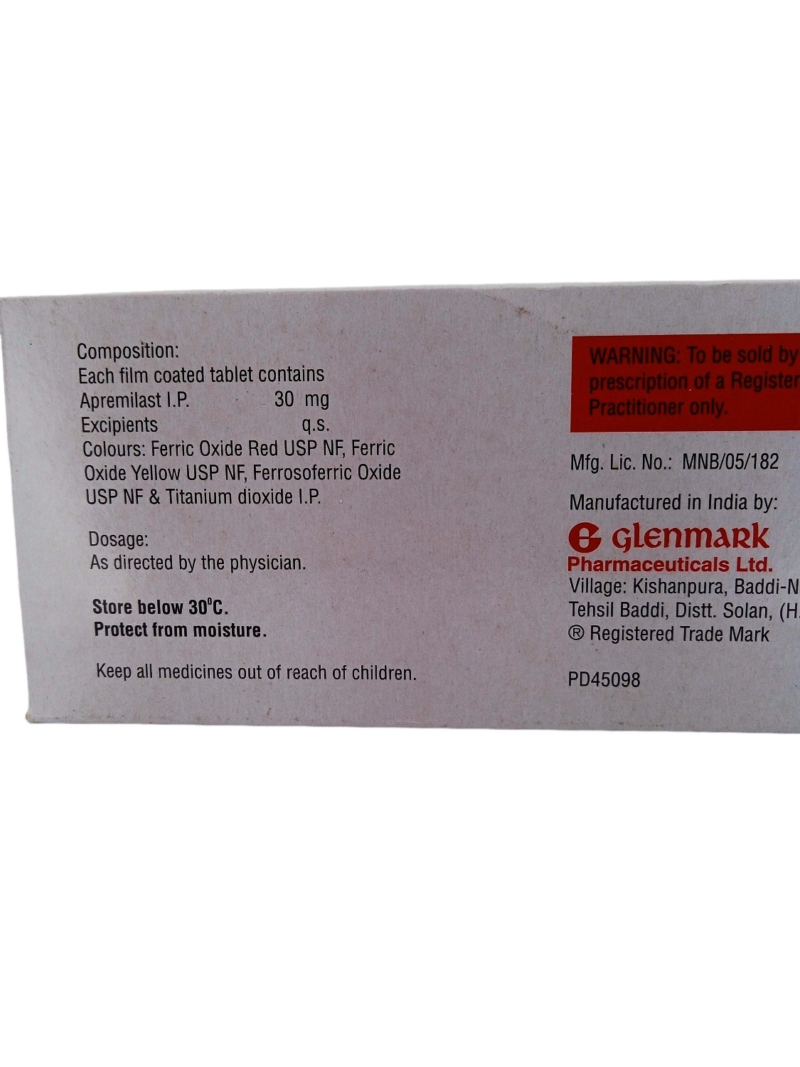 Composition:
Each film coated tablet contains
Apremilast I.P. 30 mg
Excipients q.s.
Colours: Ferric Oxide Red USP NF, Ferric
Oxide Yellow USP NF, Ferrosoferric Oxide
USP NF & Titanium dioxide I.P.
Dosage:
As directed by the physician.
Store below 30⁰C.
Protect from moisture.
Keep all medicines out of reach of children.
WARNING: To be sold by
prescription of a Register
Practitioner only.
Mfg. Lic. No.: MNB/05/182
Manufactured in India by:
glenmark
Pharmaceuticals Ltd.
Village: Kishanpura, Baddi-N
Tehsil Baddi, Distt. Solan, (H.
® Registered Trade Mark
PD45098